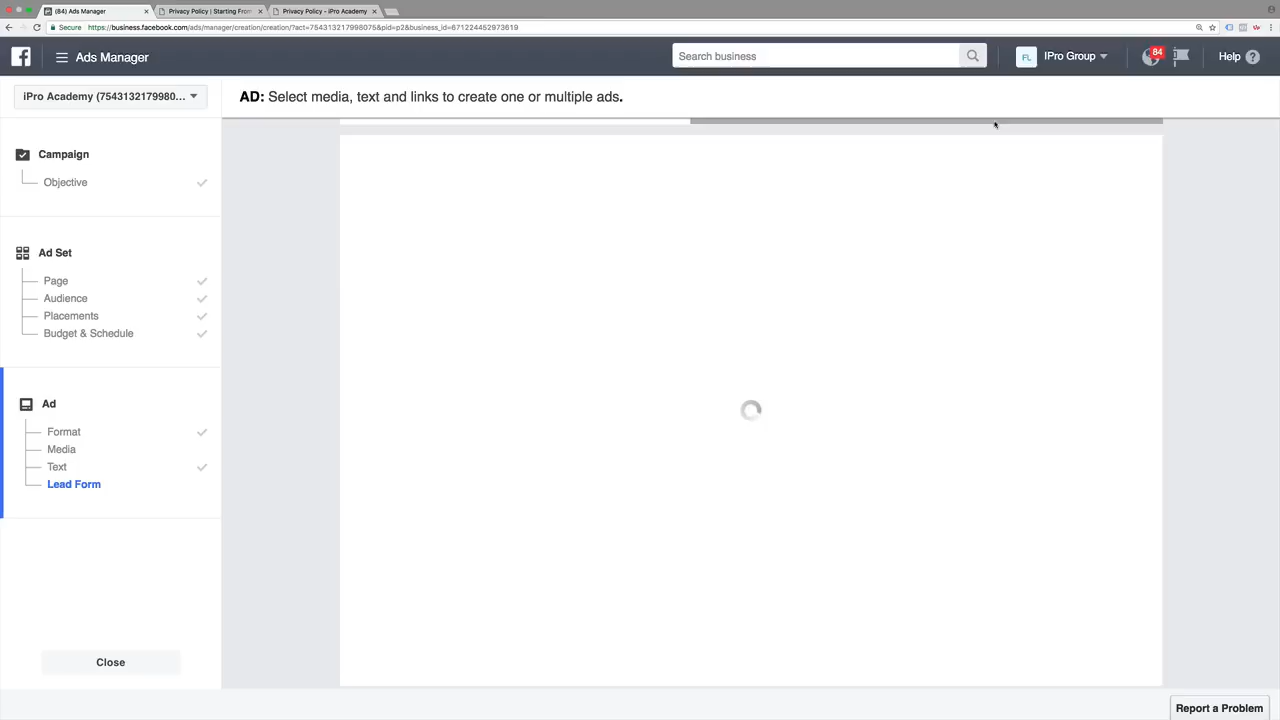 (84) Ads Manager
Privacy Policy | Starting From
Privacy Policy - iPro Academy
Secure
https://business.facebook.com/ads/manager/creation/creation/?act=754313217998075&pid=p2&business_id=671224452973619
Ads Manager
Search business
FL
IPro Group
84
Help
iPro Academy (7543132179980...
AD: Select media, text and links to create one or multiple ads.
Campaign
Objective
Ad Set
Page
Audience
Placements
Budget & Schedule
Ad
Format
Media
Text
Lead Form
Close
Report a Problem